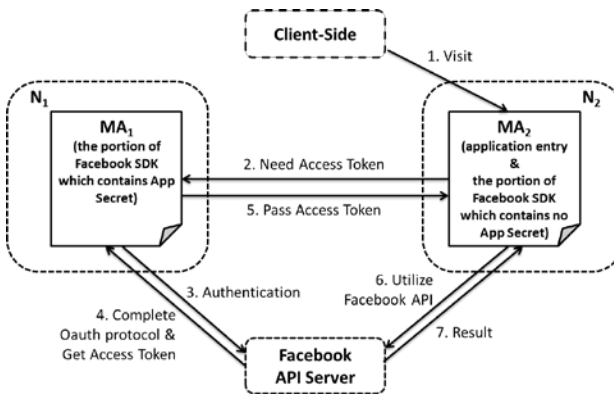 Client-Side
1. Visit
N1
N2
MA1
(the portion of
Facebook SDK
which contains App
Secret)
MA2
(application entry
&
the portion of
Facebook SDK
which contains no
App Secret)
2. Need Access Token
5. Pass Access Token
3. Authentication
4. Complete
Oauth protocol &
Get Access Token
6. Utilize
Facebook API
7. Result
Facebook
API Server